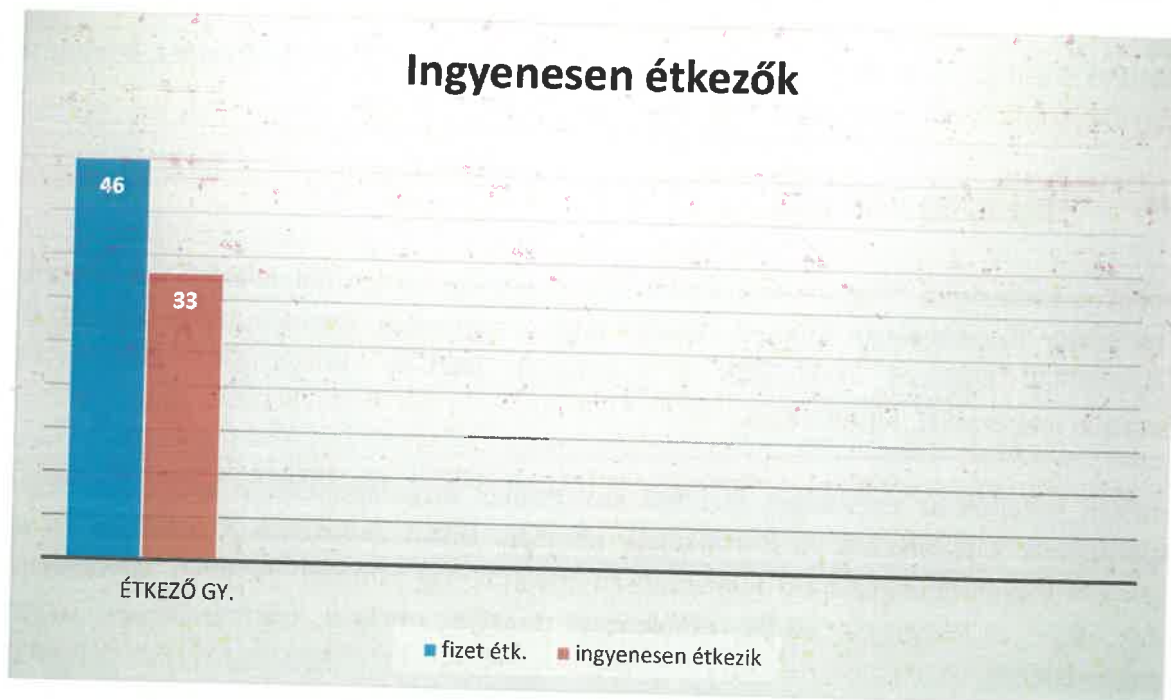 Ingyenesen étkezők
46
33
ÉTKEZŐ GY.
fizet étk. ingyenesen étkezik